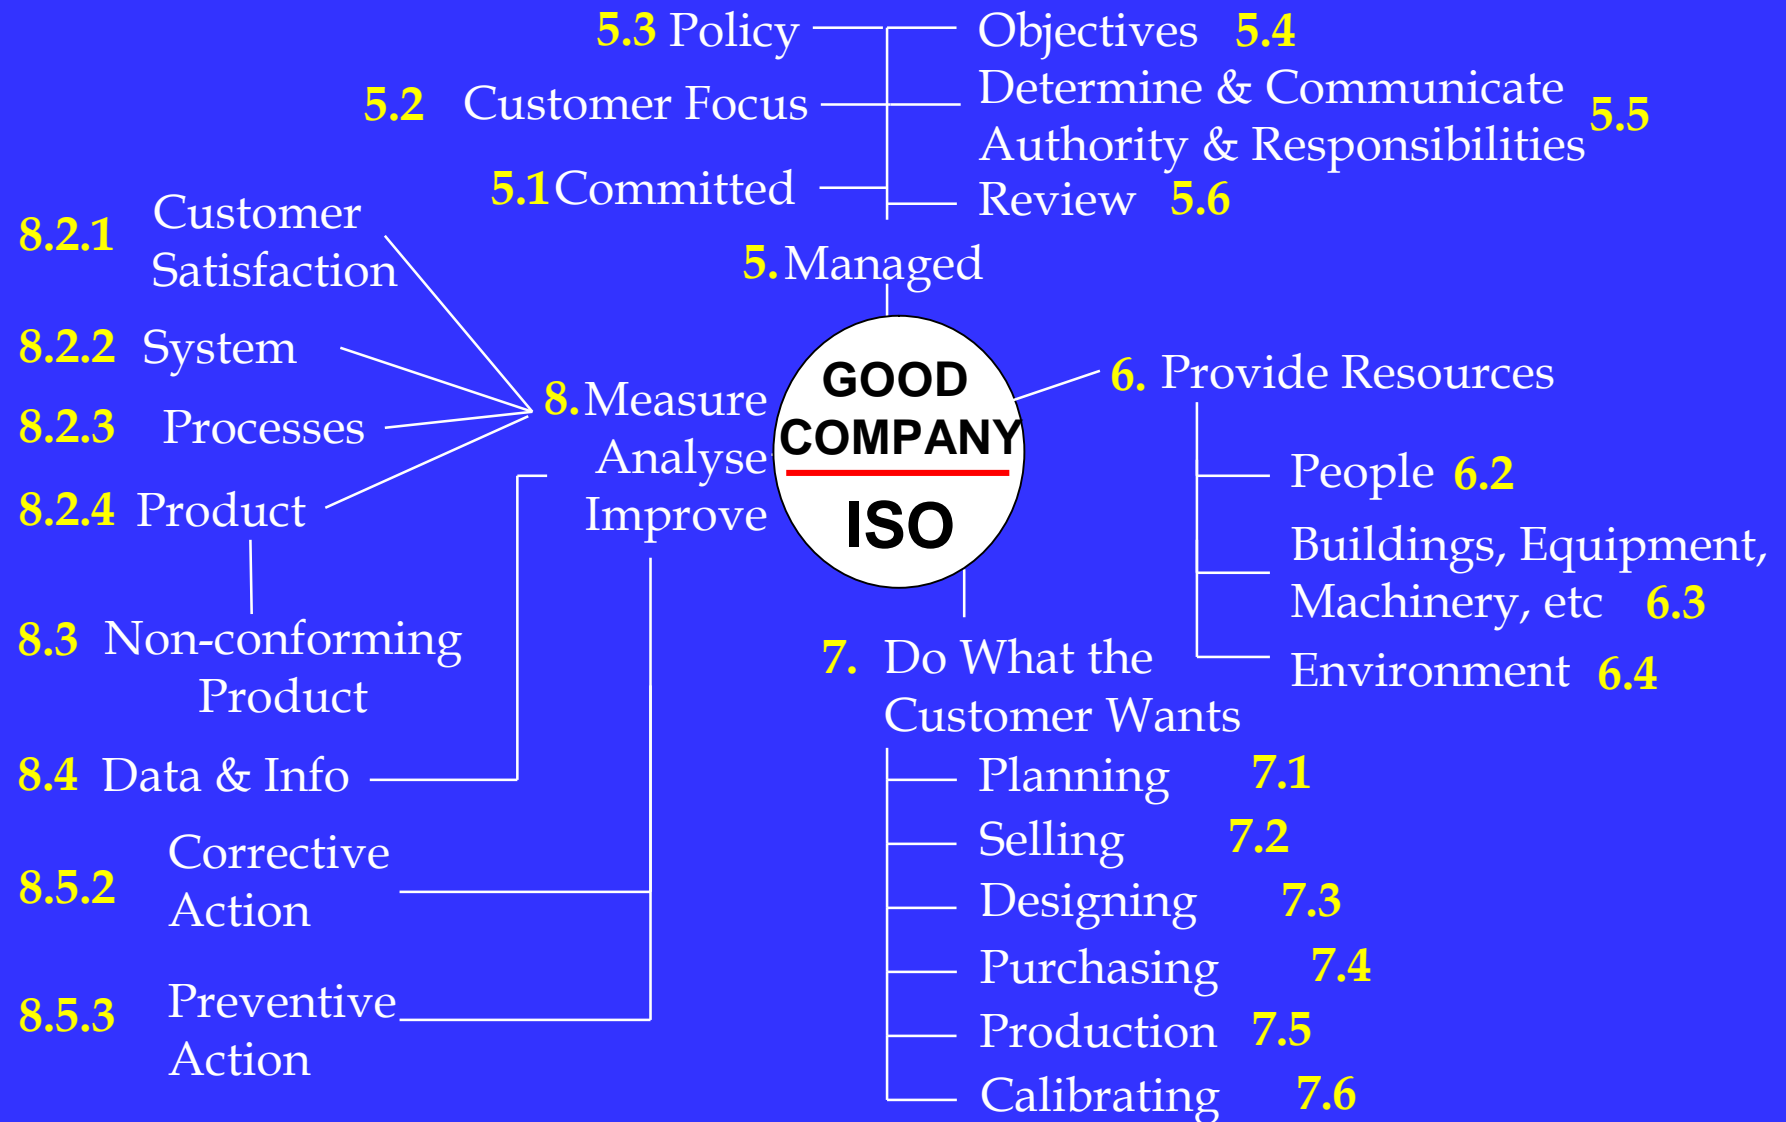 5.3 Policy
Objectives 5.4
5.2 Customer Focus
Determine & Communicate
Authority & Responsibilities 5.5
5.1 Committed
Review 5.6
5. Managed
8.2.1 Customer
Satisfaction
8.2.2 System
8.2.3 Processes
8.2.4 Product
8.3 Non-conforming
Product
8.4 Data & Info
8.5.2 Corrective
Action
8.5.3 Preventive
Action
8. Measure
Analyse
Improve
GOOD
COMPANY
ISO
6. Provide Resources
People 6.2
Buildings, Equipment,
Machinery, etc 6.3
Environment 6.4
7. Do What the
Customer Wants
Planning 7.1
Selling 7.2
Designing 7.3
Purchasing 7.4
Production 7.5
Calibrating 7.6